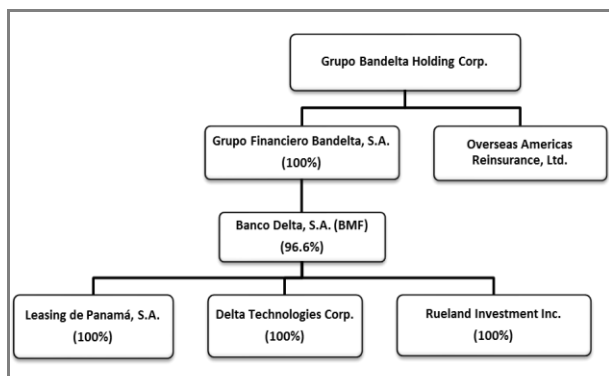 Grupo Bandelta Holding Corp.
Grupo Financiero Bandelta, S.A.
(100%)
Overseas Americas
Reinsurance, Ltd.
Banco Delta, S.A. (BMF)
(96.6%)
Leasing de Panamá, S.A.
(100%)
Delta Technologies Corp.
(100%)
Rueland Investment Inc.
(100%)